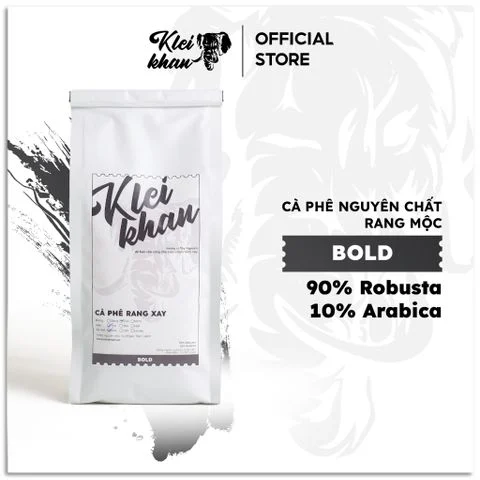 Klei
khan
OFFICIAL
STORE
CÀ PHÊ NGUYÊN CHẤT
RANG MỘC
BOLD
90% Robusta
10% Arabica
Klei
khan
CÀ PHÊ RANG XAY
BOLD